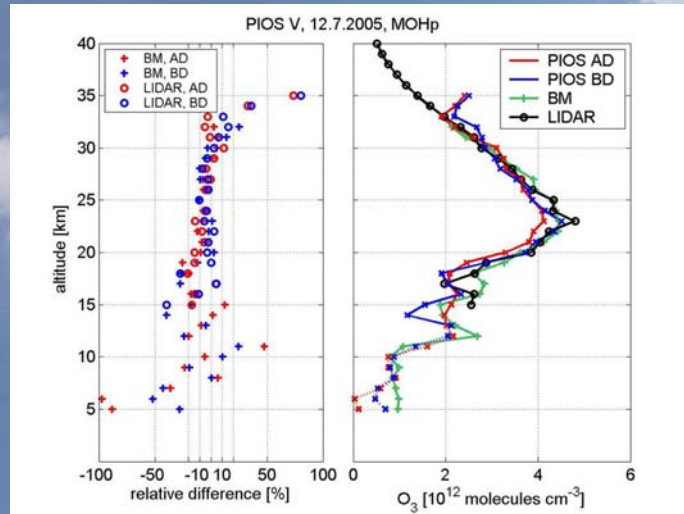 PIOS V, 12.7.2005, MOHp
BM, AD
BM, BD
LIDAR, AD
LIDAR, BD
40
35
30
25
20
15
10
5
altitude [km]
-100
-50
-10
0
10
50
100
relative difference [%]
PIOS AD
PIOS BD
BM
LIDAR
0
2
4
6
O3 [10^12 molecules cm^-3]